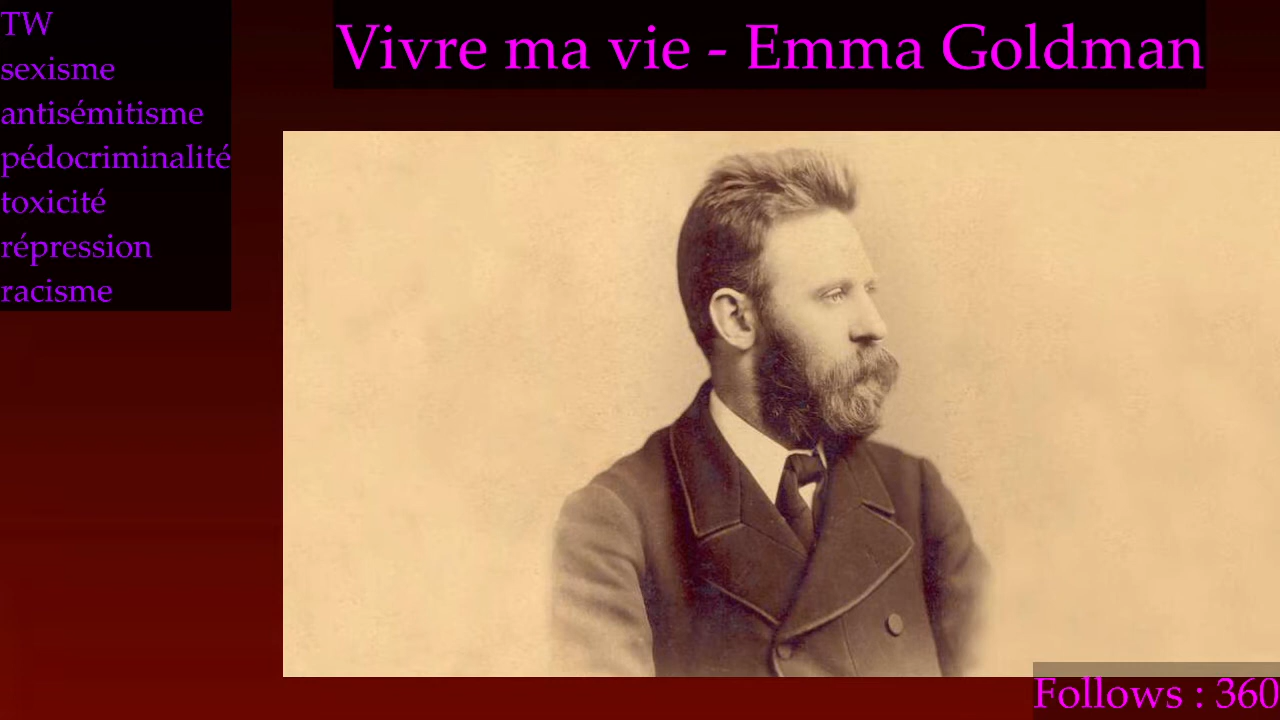 TW
sexisme
antisémitisme
pédocriminalité
toxicité
répression
racisme
Vivre ma vie - Emma Goldman
Follows : 360